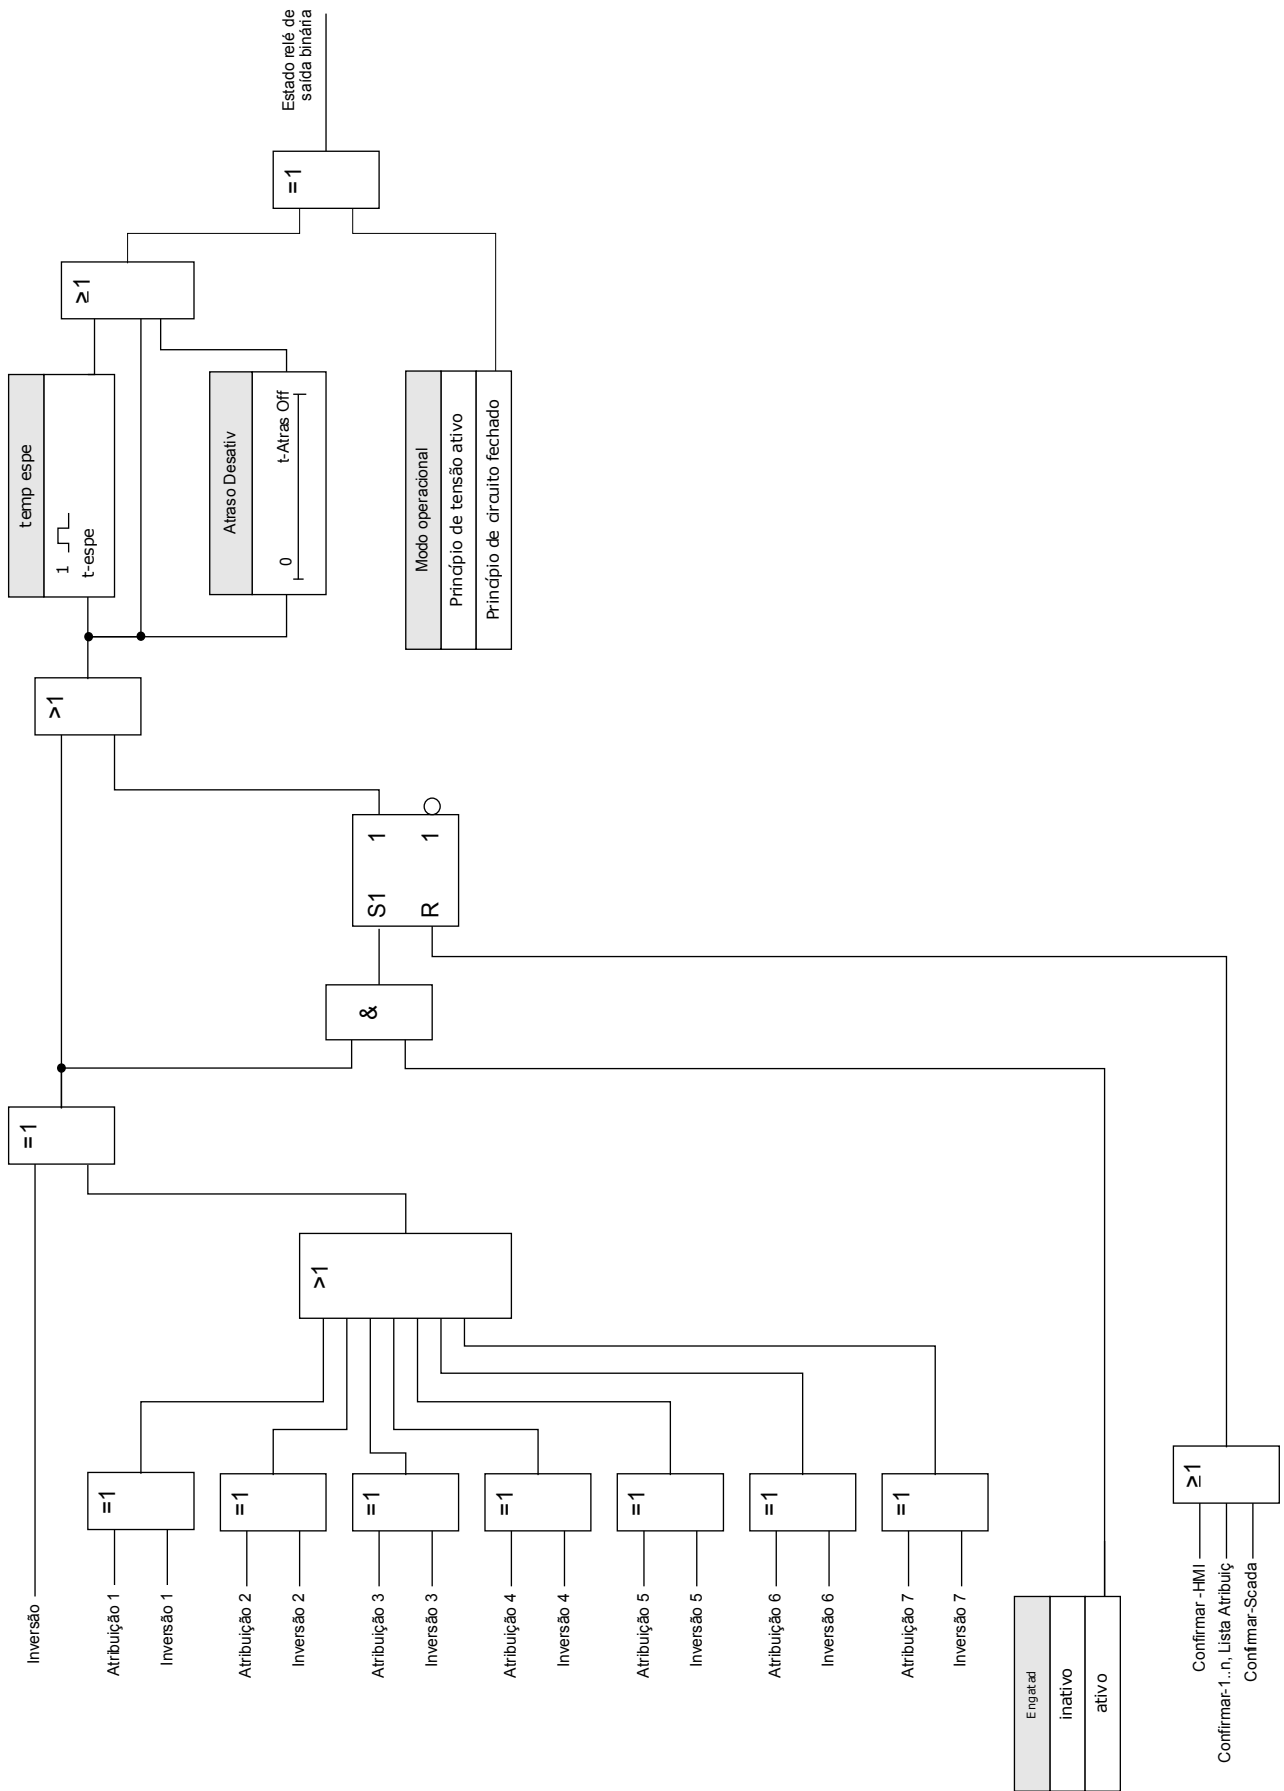 Inversão
Atribuição 1
Inversão 1
Atribuição 2
Inversão 2
Atribuição 3
Inversão 3
Atribuição 4
Inversão 4
Atribuição 5
Inversão 5
Atribuição 6
Inversão 6
Atribuição 7
Inversão 7
=1
=1
=1
=1
=1
=1
=1
>1
=1
Engatad
inativo
ativo
Confirmar -HMI
Confirmar-1..n, Lista Atribuiç
Confirmar-Scada
≥1
&
S1 1
R 1
>1
temp espe
1
t-espe
Atraso Desativ
0 t-Atras Off
Modo operacional
Princípio de tensão ativo
Princípio de circuito fechado
≥1
=1
Estado relé de
saída binária